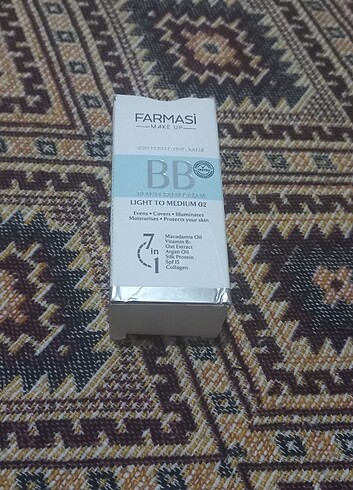 FARMASi
MAKE UP
BB
LIGHT TO MEDIUM 02
Evens • Covers • Illuminates
Moisturises • Protects your skin
7 in 1
Macadamia Oil
Vitamin B₅
Oat Extract
Argan Oil
Silk Protein
Spf 15
Collagen